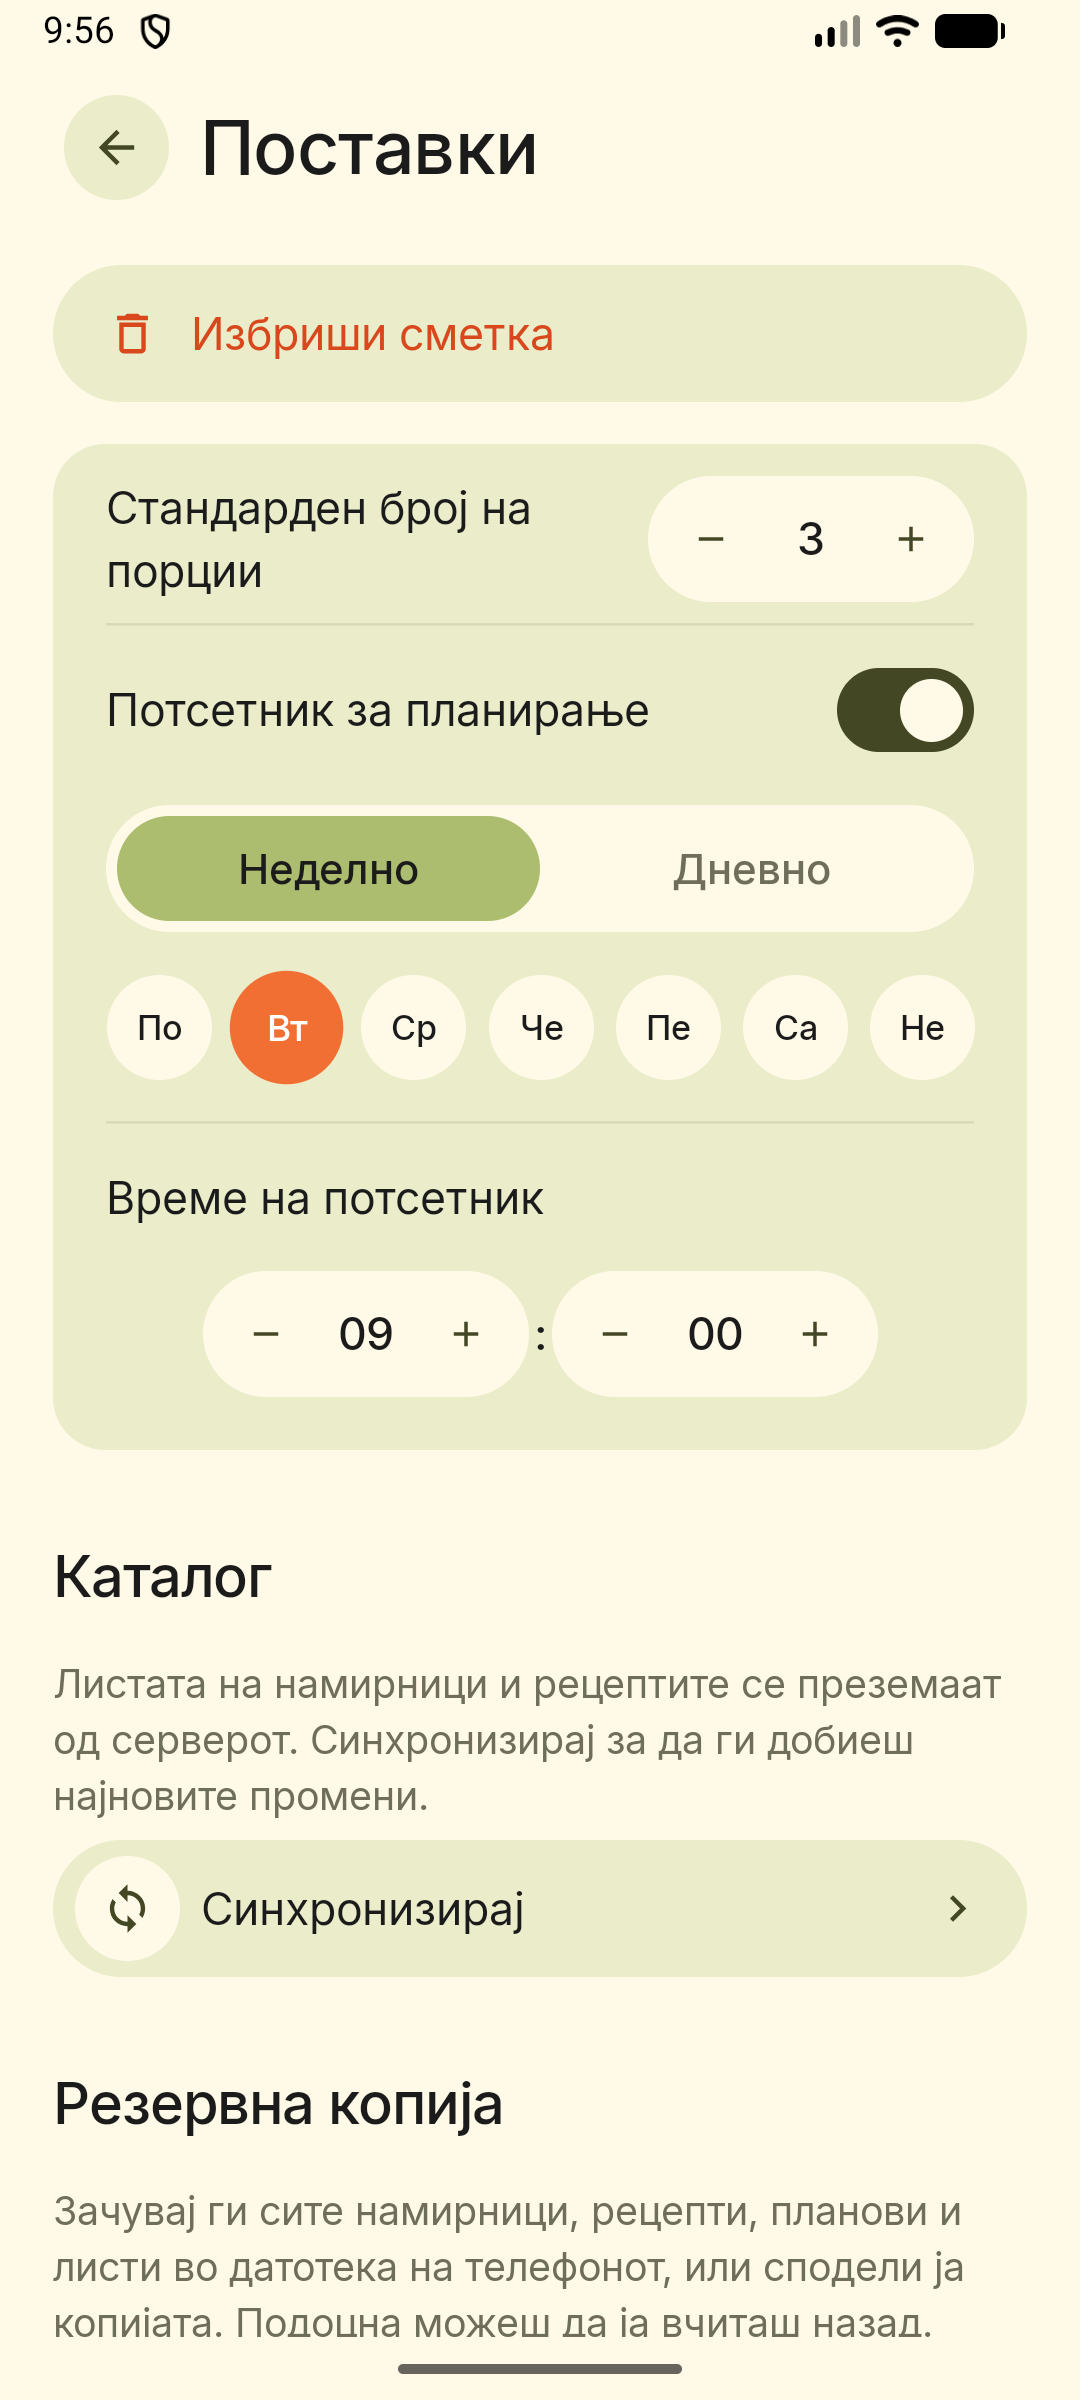 9:56
Поставки
Избриши сметка
Стандарден број на
порции
− 3 +
Потсетник за планирање
Неделно Дневно
По Вт Ср Че Пе Са Не
Време на потсетник
− 09 + : − 00 +
Каталог
Листата на намирници и рецептите се преземаат
од серверот. Синхронизирај за да ги добиеш
најновите промени.
Синхронизирај
Резервна копија
Зачувај ги сите намирници, рецепти, планови и
листи во датотека на телефонот, или сподели ја
копијата. Подоцна можеш да ја вчиташ назад.